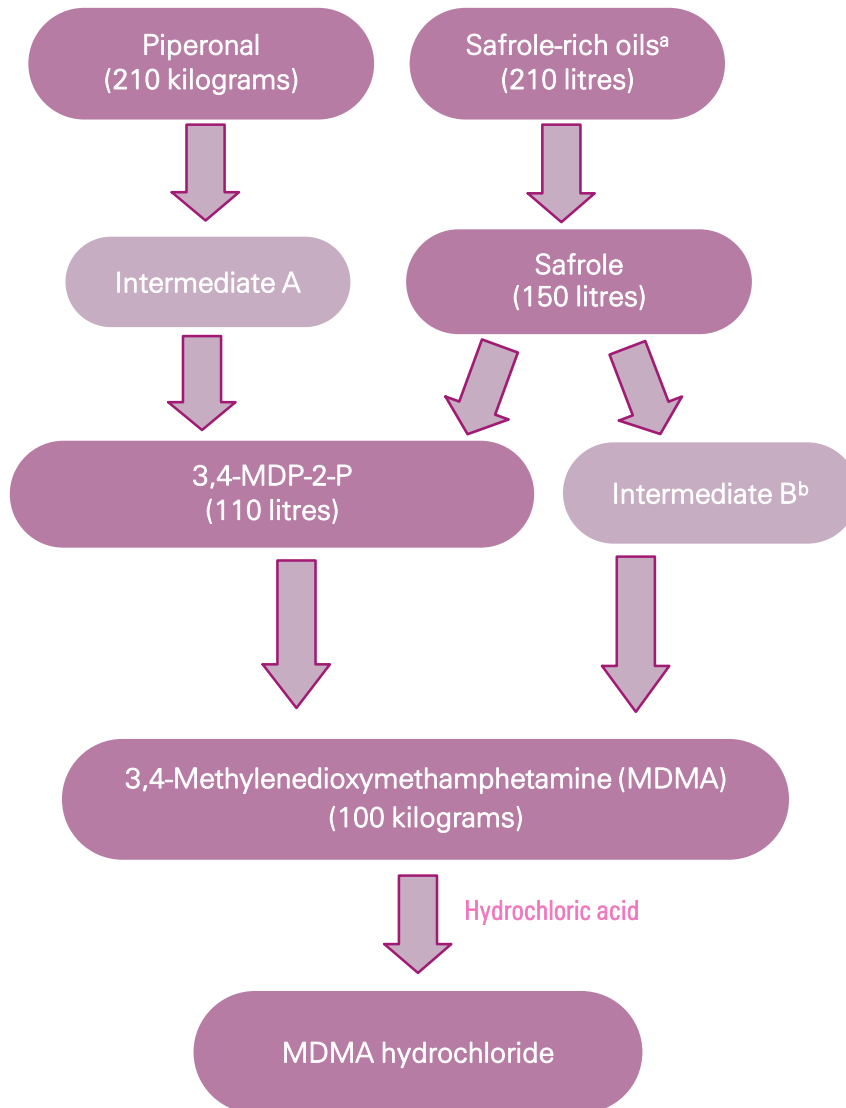 Piperonal
(210 kilograms)
Safrole-rich oilsᵃ
(210 litres)
Intermediate A
Safrole
(150 litres)
3,4-MDP-2-P
(110 litres)
Intermediate Bᵇ
3,4-Methylenedioxymethamphetamine (MDMA)
(100 kilograms)
Hydrochloric acid
MDMA hydrochloride